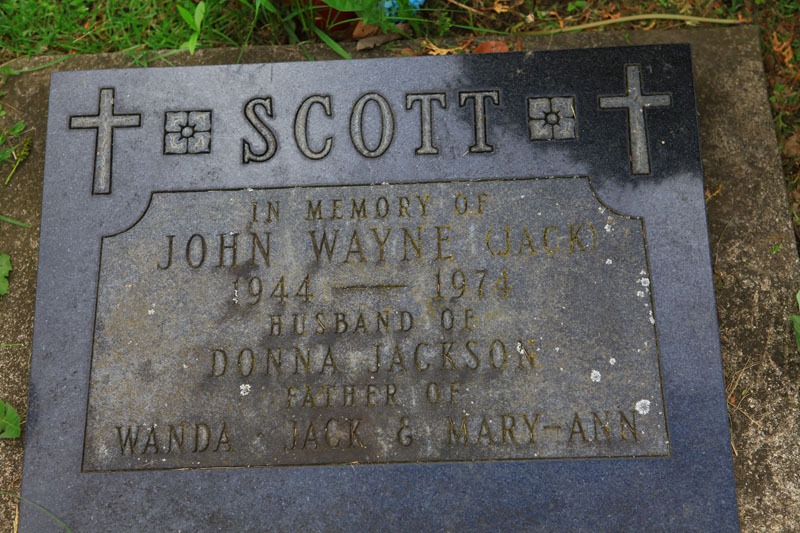 SCOTT
IN MEMORY OF
JOHN WAYNE (JACK)
1944 — 1974
HUSBAND OF
DONNA JACKSON
FATHER OF
WANDA · JACK & MARY-ANN